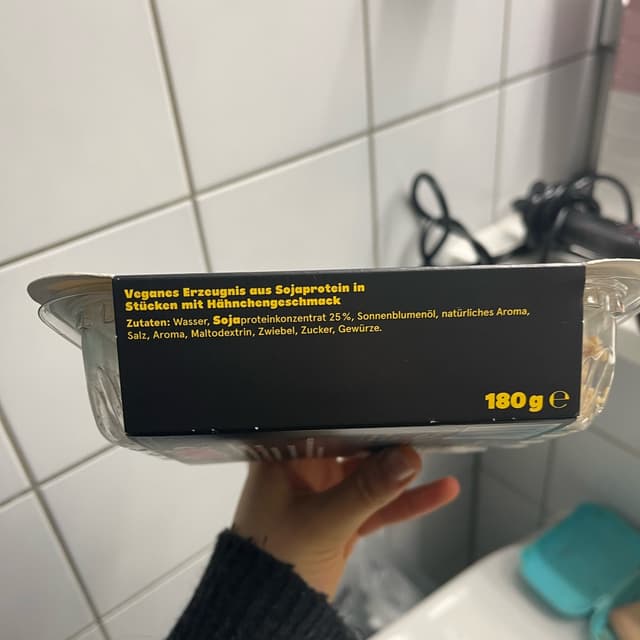 Veganes Erzeugnis aus Sojaprotein in
Stücken mit Hähnchengeschmack
Zutaten: Wasser, Sojaproteinkonzentrat 25%, Sonnenblumenöl, natürliches Aroma,
Salz, Aroma, Maltodextrin, Zwiebel, Zucker, Gewürze.
180 g ℮